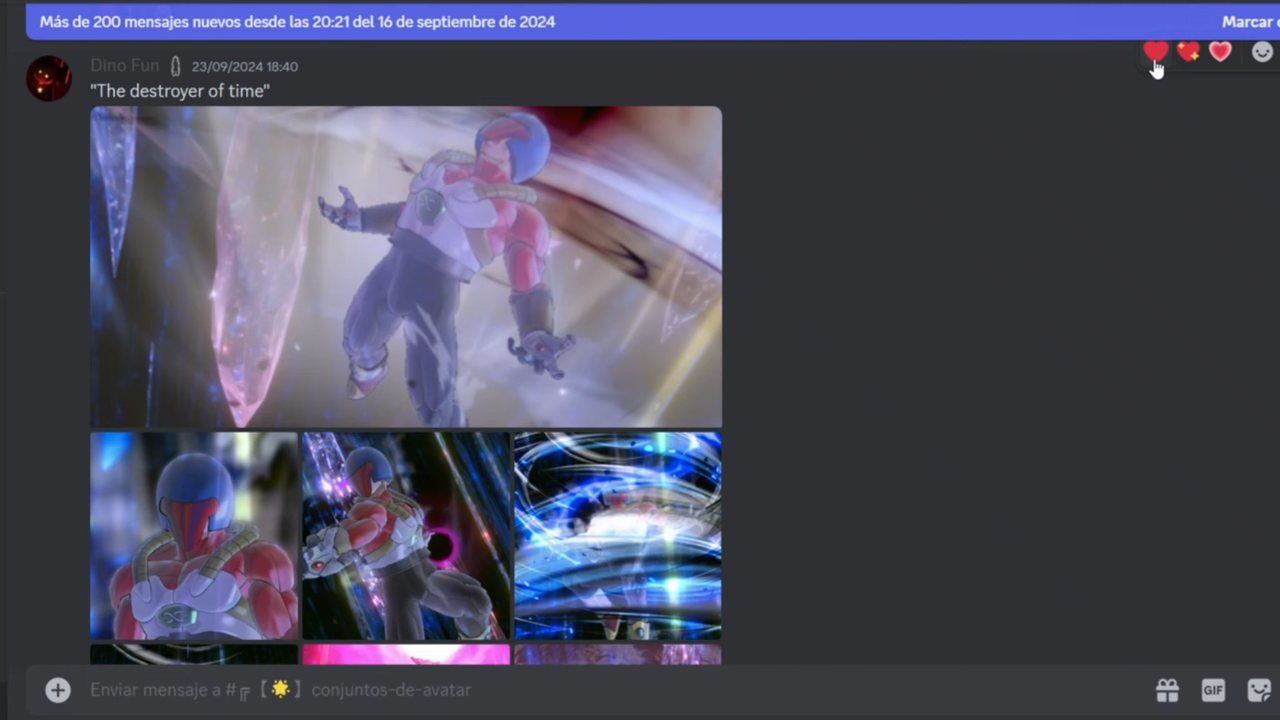 Más de 200 mensajes nuevos desde las 20:21 del 16 de septiembre de 2024
Marcar
Dino Fun 23/09/2024 18:40
"The destroyer of time"
Enviar mensaje a #╔【🌟】conjuntos-de-avatar
GIF